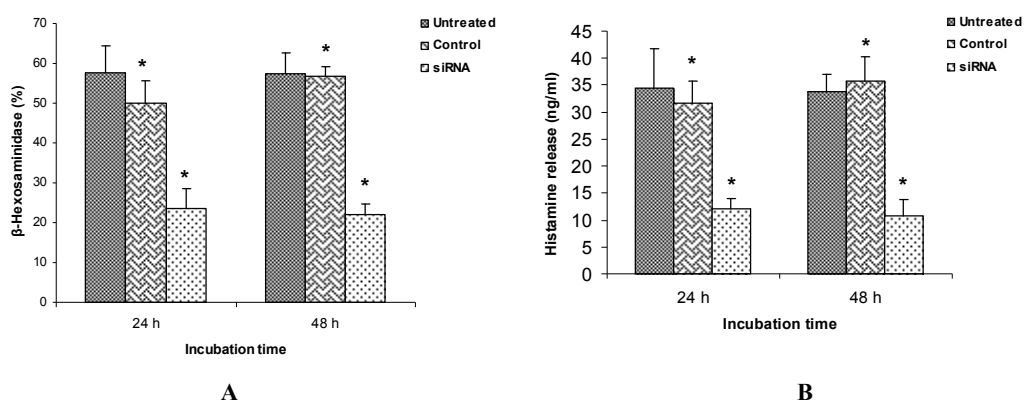 70
60
50
40
30
20
10
0
β-Hexosaminidase (%)
* * * *
24 h 48 h
Incubation time
Untreated
Control
siRNA
A
45
40
35
30
25
20
15
10
5
0
Histamine release (ng/ml)
* * * *
24 h 48 h
Incubation time
Untreated
Control
siRNA
B